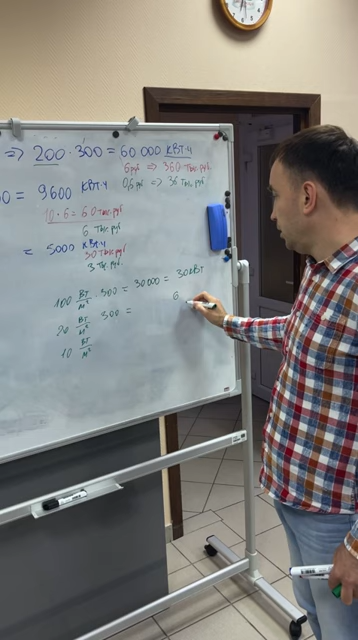 ⇒ 200 · 300 = 60.000 КВТ·Ч
6 руб ⇒ 360 тыс.руб
0,6 руб ⇒ 36 тыс. руб
0 = 9600 КВТ·Ч
10 · 6 = 60 тыс.руб
6 тыс.руб
= 5000 КВТ·Ч
30 тыс.руб
3 тыс.руб.
100 Вт/м² · 300 = 30000 = 30 кВт
20 Вт/м² 300 = 6
10 Вт/м²